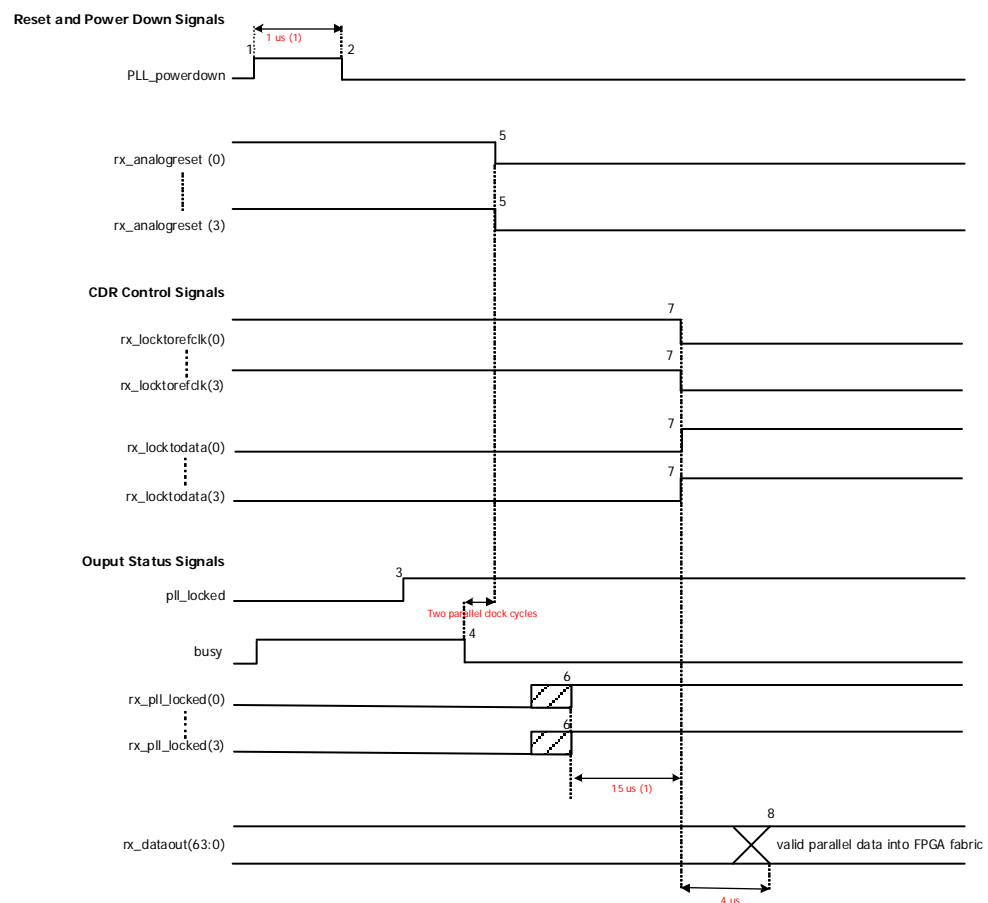 Reset and Power Down Signals
1 us (1)
1
2
PLL_powerdown
5
rx_analogreset (0)
5
rx_analogreset (3)
CDR Control Signals
7
rx_locktorefclk(0)
7
rx_locktorefclk(3)
7
rx_locktodata(0)
7
rx_locktodata(3)
Ouput Status Signals
3
pll_locked
Two parallel clock cycles
4
busy
6
rx_pll_locked(0)
6
rx_pll_locked(3)
15 us (1)
8
rx_dataout(63:0)
valid parallel data into FPGA fabric
4 us